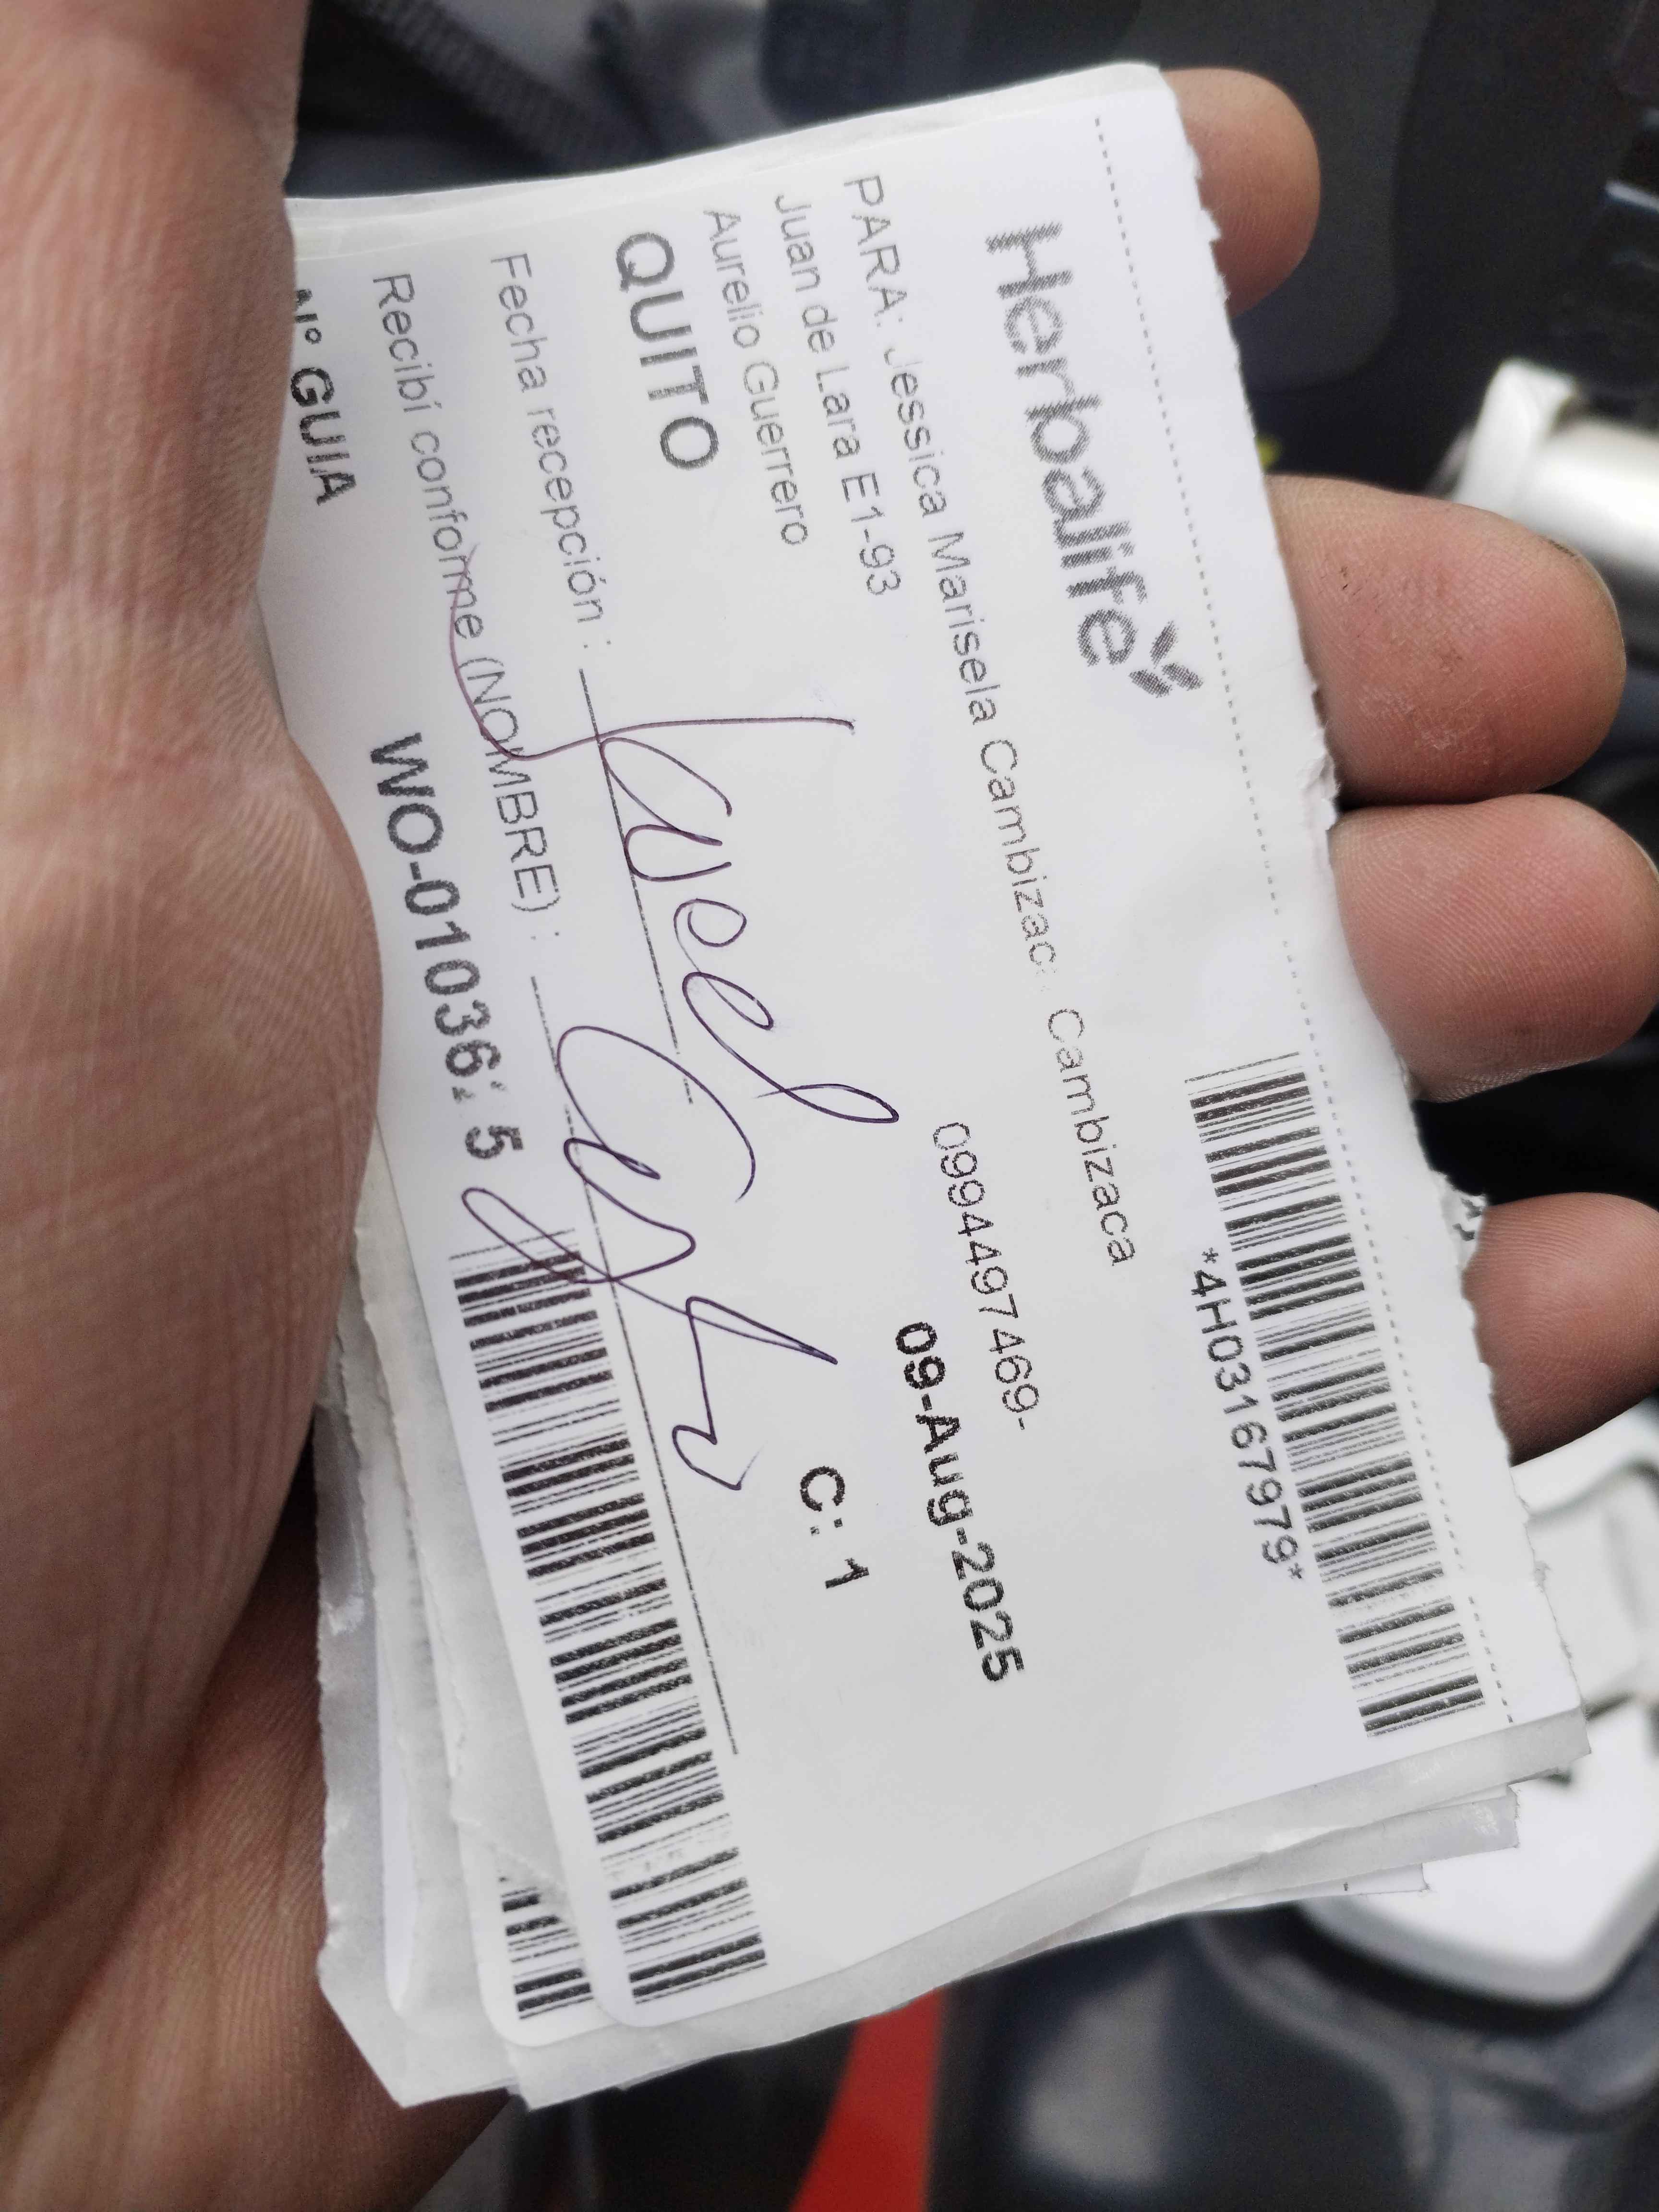 Herbalife
*4H03167979*
PARA: Jessica Marisela Cambizaca Cambizaca
Juan de Lara E1-93
0994497469-
Aurelio Guerrero
09-Aug-2025
QUITO
C: 1
Fecha recepción :
Recibí conforme (NOMBRE) :
N° GUIA